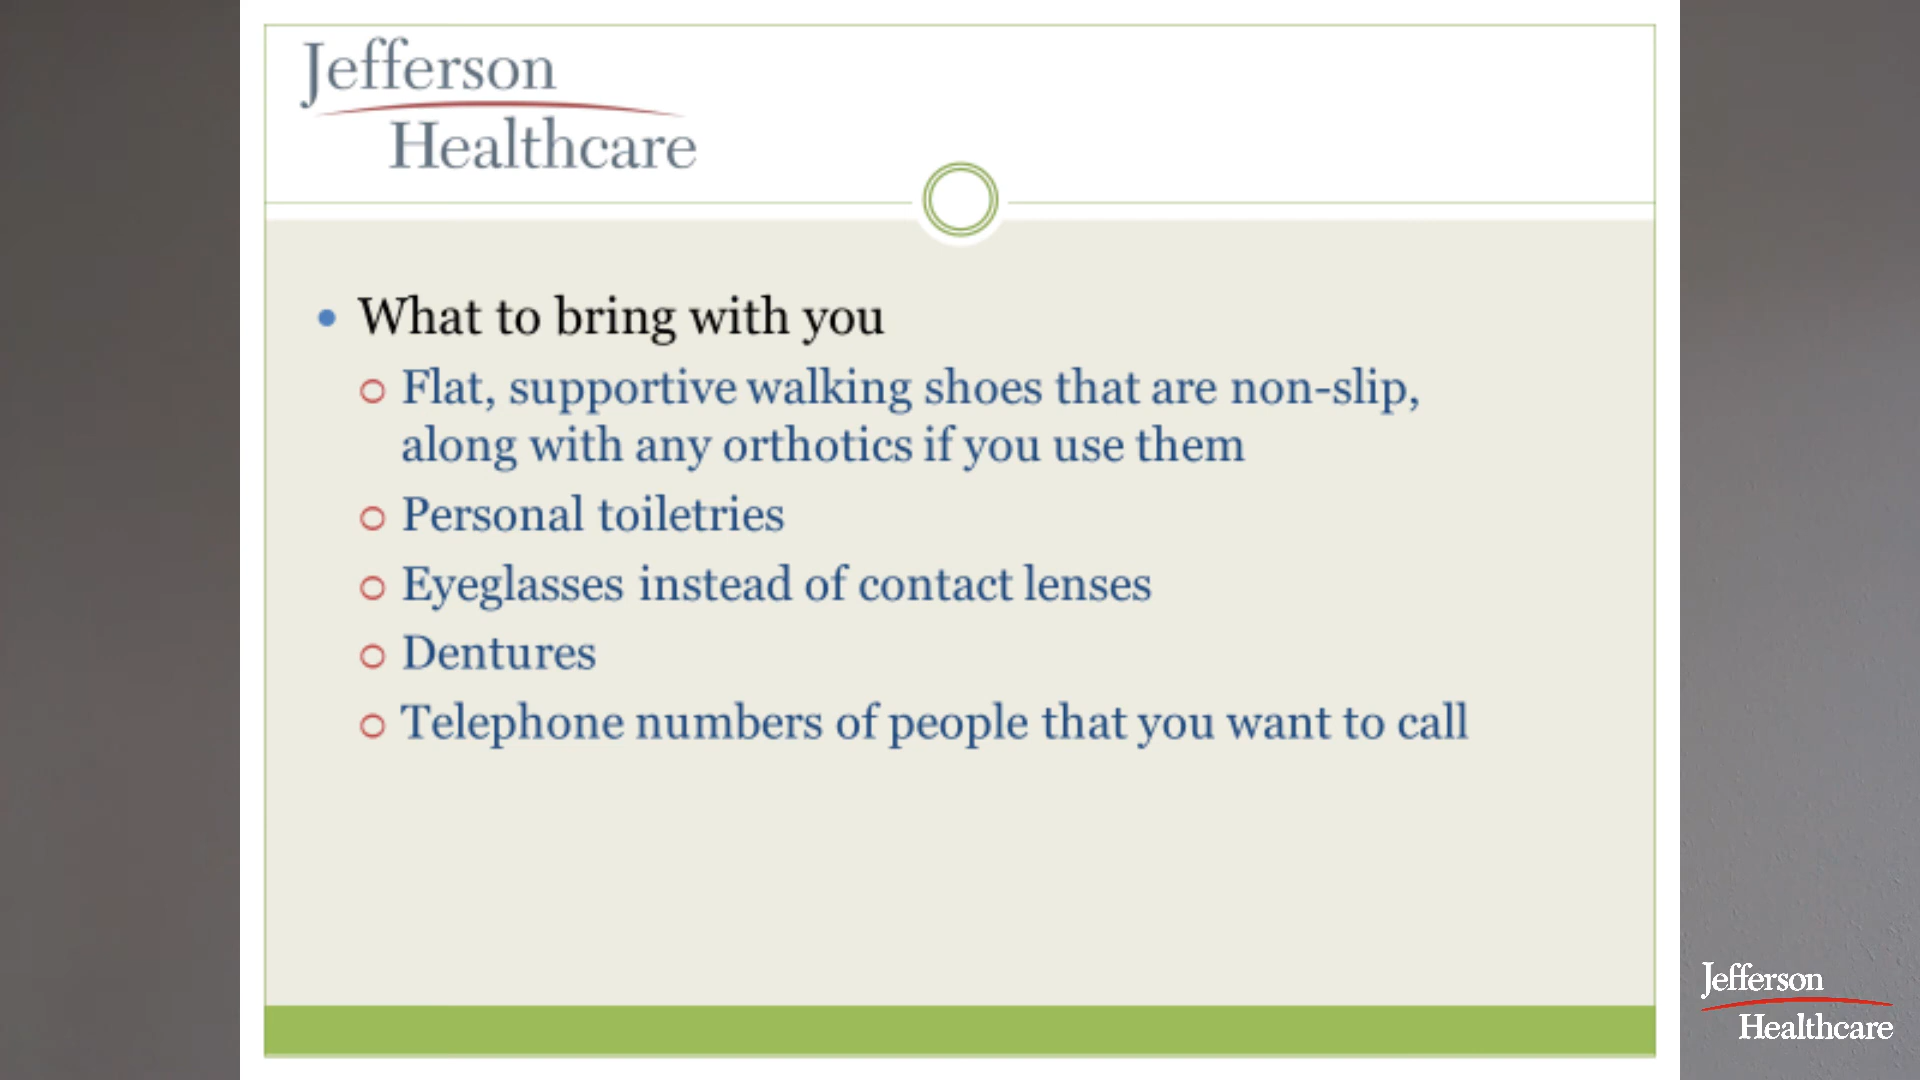 Jefferson
Healthcare
• What to bring with you
○ Flat, supportive walking shoes that are non-slip,
along with any orthotics if you use them
○ Personal toiletries
○ Eyeglasses instead of contact lenses
○ Dentures
○ Telephone numbers of people that you want to call
Jefferson
Healthcare